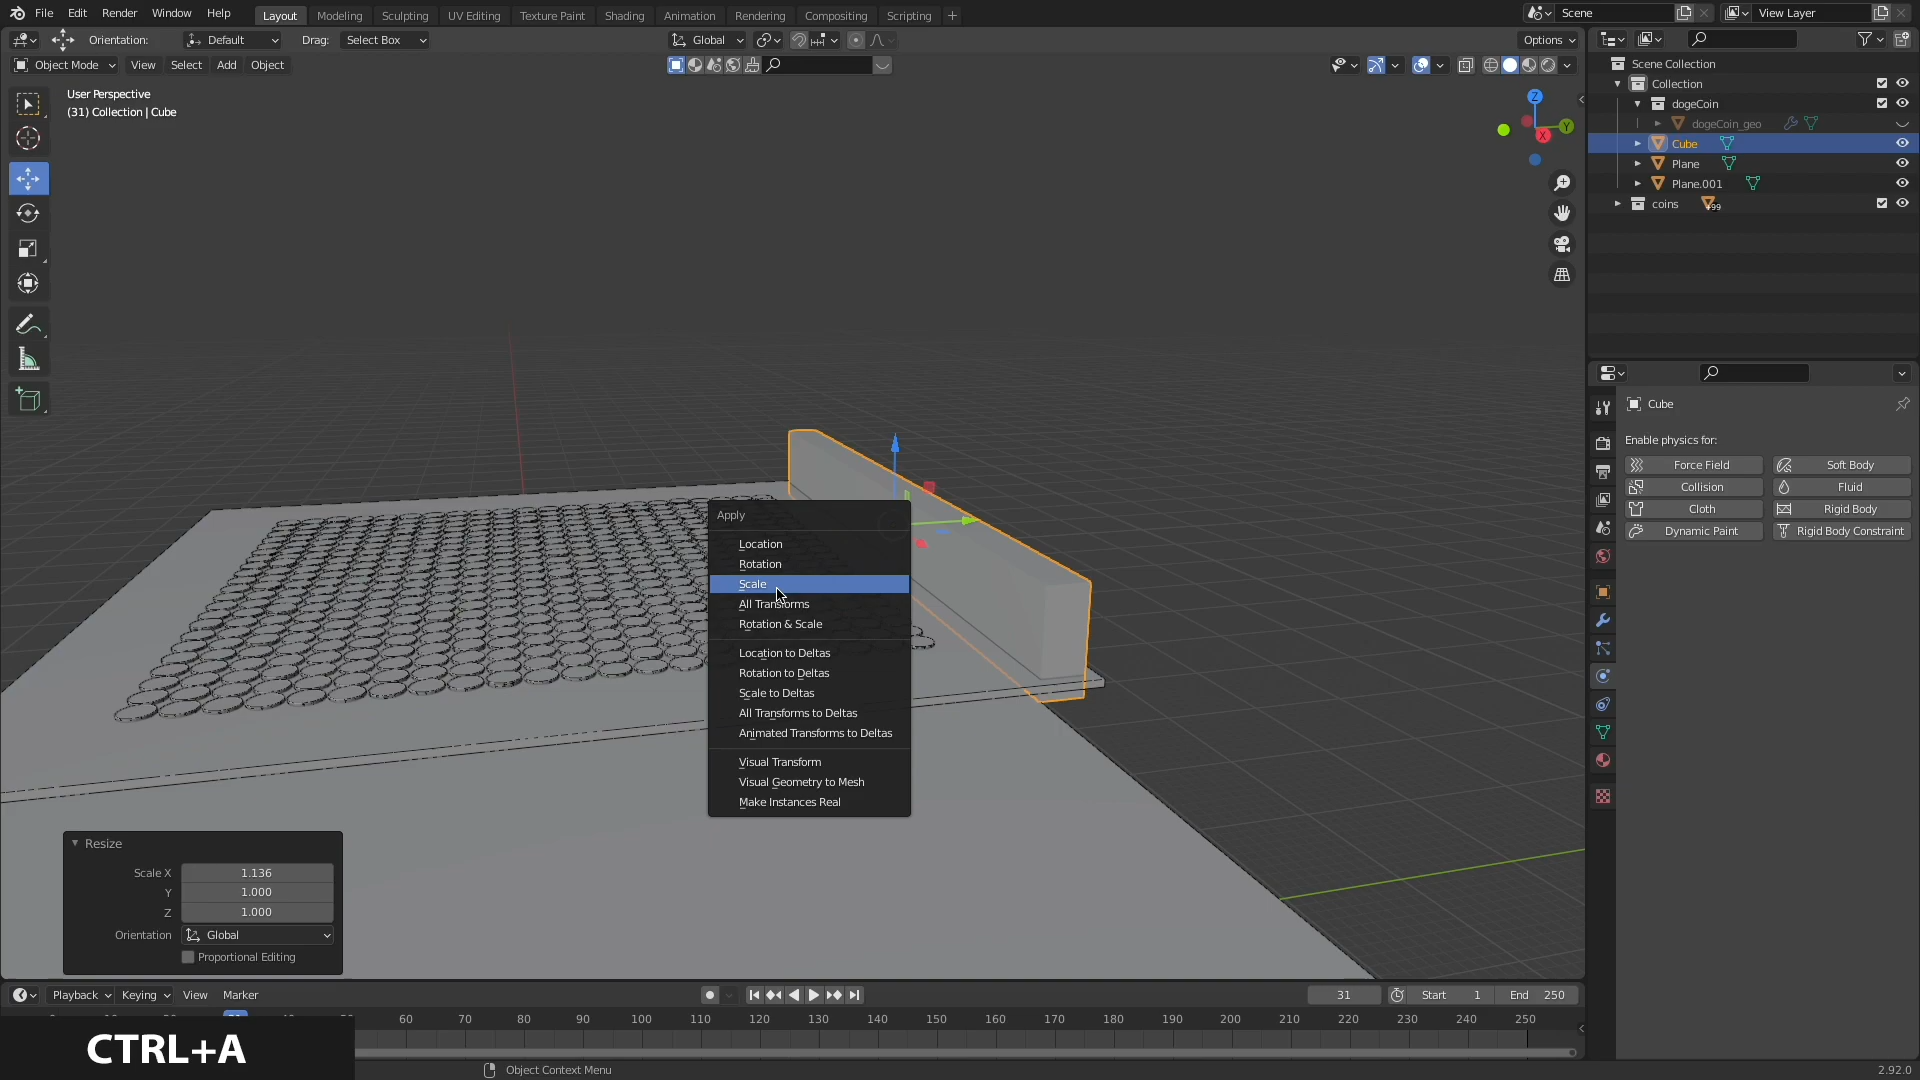 File Edit Render Window Help Layout Modeling Sculpting UV Editing Texture Paint Shading Animation Rendering Compositing Scripting + Scene View Layer
Orientation: Default Drag: Select Box Global Options
Object Mode View Select Add Object
User Perspective
(31) Collection | Cube
Z
Y
X
Scene Collection
Collection
dogeCoin
dogeCoin_geo
Cube
Plane
Plane.001
coins +99
Cube
Enable physics for:
Force Field Soft Body
Collision Fluid
Cloth Rigid Body
Dynamic Paint Rigid Body Constraint
Apply
Location
Rotation
Scale
All Transforms
Rotation & Scale
Location to Deltas
Rotation to Deltas
Scale to Deltas
All Transforms to Deltas
Animated Transforms to Deltas
Visual Transform
Visual Geometry to Mesh
Make Instances Real
Resize
Scale X 1.136
Y 1.000
Z 1.000
Orientation Global
Proportional Editing
Playback Keying View Marker 31 Start 1 End 250
60 70 80 90 100 110 120 130 140 150 160 170 180 190 200 210 220 230 240 250
CTRL+A
Object Context Menu 2.92.0